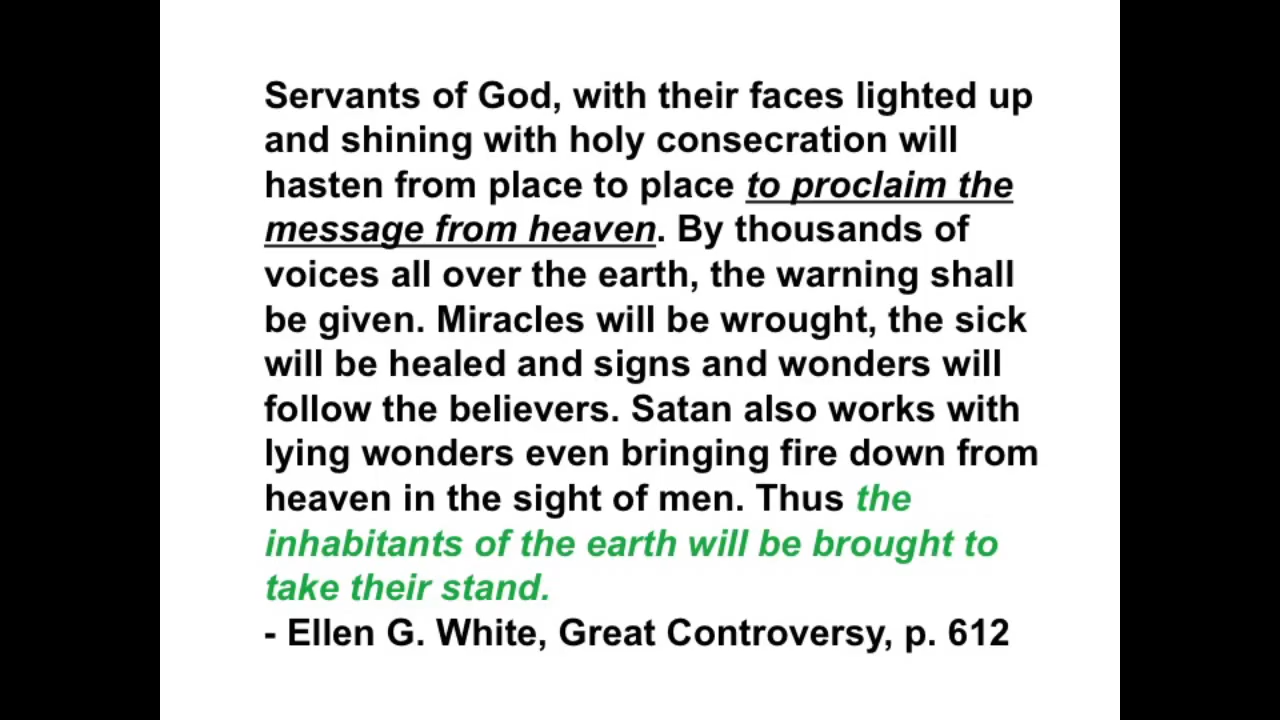 Servants of God, with their faces lighted up
and shining with holy consecration will
hasten from place to place to proclaim the
message from heaven. By thousands of
voices all over the earth, the warning shall
be given. Miracles will be wrought, the sick
will be healed and signs and wonders will
follow the believers. Satan also works with
lying wonders even bringing fire down from
heaven in the sight of men. Thus the
inhabitants of the earth will be brought to
take their stand.
- Ellen G. White, Great Controversy, p. 612